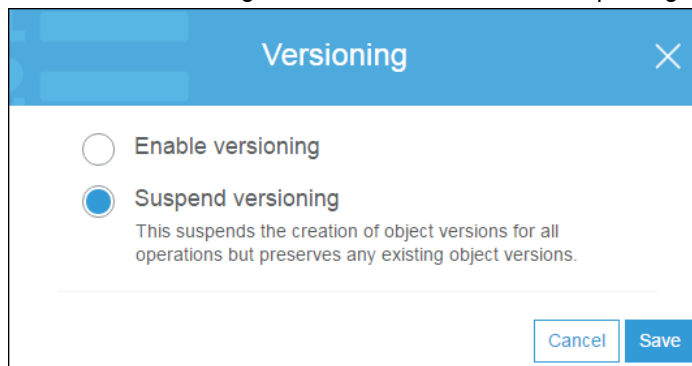 Versioning
Enable versioning
Suspend versioning
This suspends the creation of object versions for all
operations but preserves any existing object versions.
Cancel Save